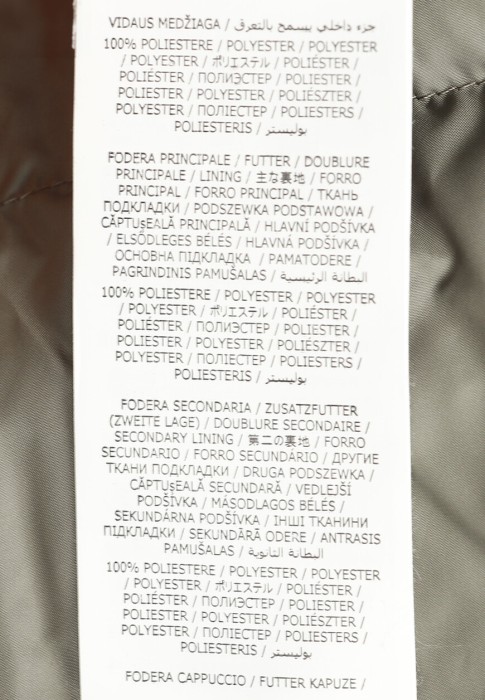 VIDAUS MEDŽIAGA / جزء داخلي يسمح بالتعرق /
100% POLIESTERE / POLYESTER / POLYESTER
/ POLYESTER / ポリエステル / POLIÉSTER /
POLIÉSTER / ПОЛИЭСТЕР / POLIESTER /
POLIESTER / POLYESTER / POLIÉSZTER /
POLYESTER / ПОЛІЕСТЕР / POLIESTERS /
POLIESTERIS / بوليستر
FODERA PRINCIPALE / FUTTER / DOUBLURE
PRINCIPALE / LINING / 主な裏地 / FORRO
PRINCIPAL / FORRO PRINCIPAL / ТКАНЬ
ПОДКЛАДКИ / PODSZEWKA PODSTAWOWA /
CĂPTUşEALĂ PRINCIPALĂ / HLAVNÍ PODŠÍVKA
/ ELSŐDLEGES BÉLÉS / HLAVNÁ PODŠÍVKA /
ОСНОВНА ПІДКЛАДКА / PAMATODERE /
PAGRINDINIS PAMUŠALAS / البطانة الرئيسية
100% POLIESTERE / POLYESTER / POLYESTER
/ POLYESTER / ポリエステル / POLIÉSTER /
POLIÉSTER / ПОЛИЭСТЕР / POLIESTER /
POLIESTER / POLYESTER / POLIÉSZTER /
POLYESTER / ПОЛІЕСТЕР / POLIESTERS /
POLIESTERIS / بوليستر
FODERA SECONDARIA / ZUSATZFUTTER
(ZWEITE LAGE) / DOUBLURE SECONDAIRE /
SECONDARY LINING / 第二の裏地 / FORRO
SECUNDARIO / FORRO SECUNDÁRIO / ДРУГИЕ
ТКАНИ ПОДКЛАДКИ / DRUGA PODSZEWKA /
CĂPTUşEALĂ SECUNDARĂ / VEDLEJŠÍ
PODŠÍVKA / MÁSODLAGOS BÉLÉS /
SEKUNDÁRNA PODŠÍVKA / ІНШІ ТКАНИНИ
ПІДКЛАДКИ / SEKUNDĀRĀ ODERE / ANTRASIS
PAMUŠALAS / البطانة الثانوية
100% POLIESTERE / POLYESTER / POLYESTER
/ POLYESTER / ポリエステル / POLIÉSTER /
POLIÉSTER / ПОЛИЭСТЕР / POLIESTER
POLIESTER / POLYESTER / POLIÉSZTER /
POLYESTER / ПОЛІЕСТЕР / POLIESTERS /
POLIESTERIS / بوليستر
FODERA CAPPUCCIO / FUTTER KAPUZE /